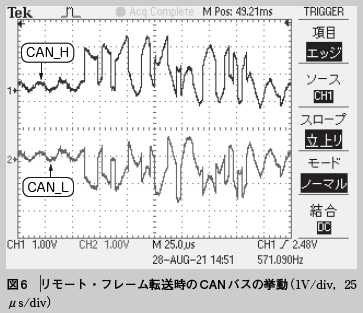 Tek
Acq Complete
M Pos: 49.21ms
TRIGGER
CAN_H
CAN_L
1
2
項目
エッジ
ソース
CH1
スロープ
立上り
モード
ノーマル
結合
DC
CH1 1.00V CH2 1.00V M 25.0μs CH1 ∕ 2.48V
28-AUG-21 14:51 571.090Hz
図6 リモート・フレーム転送時のCANバスの挙動(1V/div, 25
μs/div)